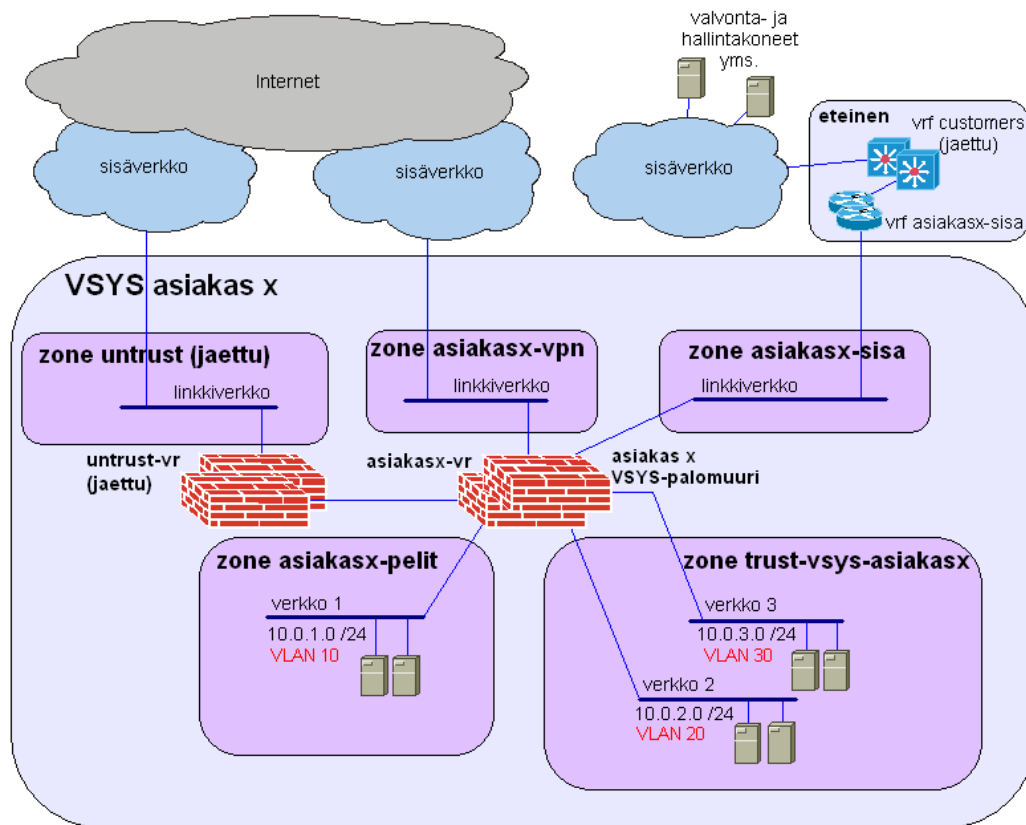 valvonta- ja
hallintakoneet
yms.
Internet
eteinen
vrf customers
(jaettu)
sisäverkko
sisäverkko
sisäverkko
vrf asiakasx-sisa
VSYS asiakas x
zone untrust (jaettu)
zone asiakasx-vpn
zone asiakasx-sisa
linkkiverkko
linkkiverkko
linkkiverkko
untrust-vr
(jaettu)
asiakasx-vr
asiakas x
VSYS-palomuuri
zone asiakasx-pelit
verkko 1
10.0.1.0 /24
VLAN 10
zone trust-vsys-asiakasx
verkko 3
10.0.3.0 /24
VLAN 30
verkko 2
10.0.2.0 /24
VLAN 20